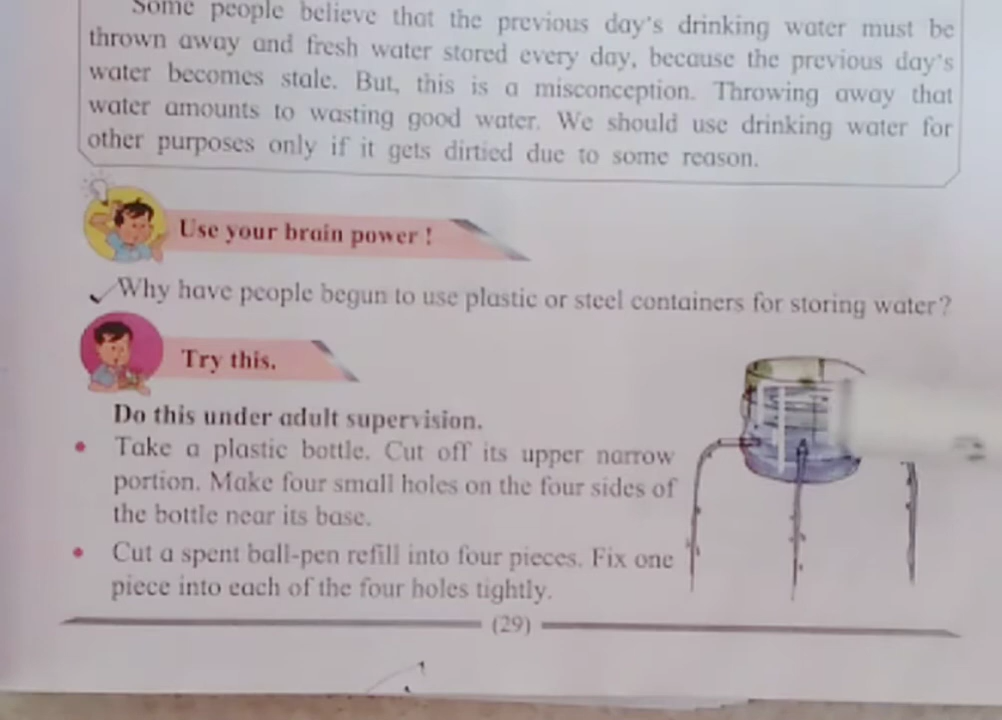 Some people believe that the previous day's drinking water must be
thrown away and fresh water stored every day, because the previous day's
water becomes stale. But, this is a misconception. Throwing away that
water amounts to wasting good water. We should use drinking water for
other purposes only if it gets dirtied due to some reason.
Use your brain power !
Why have people begun to use plastic or steel containers for storing water?
Try this.
Do this under adult supervision.
• Take a plastic bottle. Cut off its upper narrow
portion. Make four small holes on the four sides of
the bottle near its base.
• Cut a spent ball-pen refill into four pieces. Fix one
piece into each of the four holes tightly.
(29)